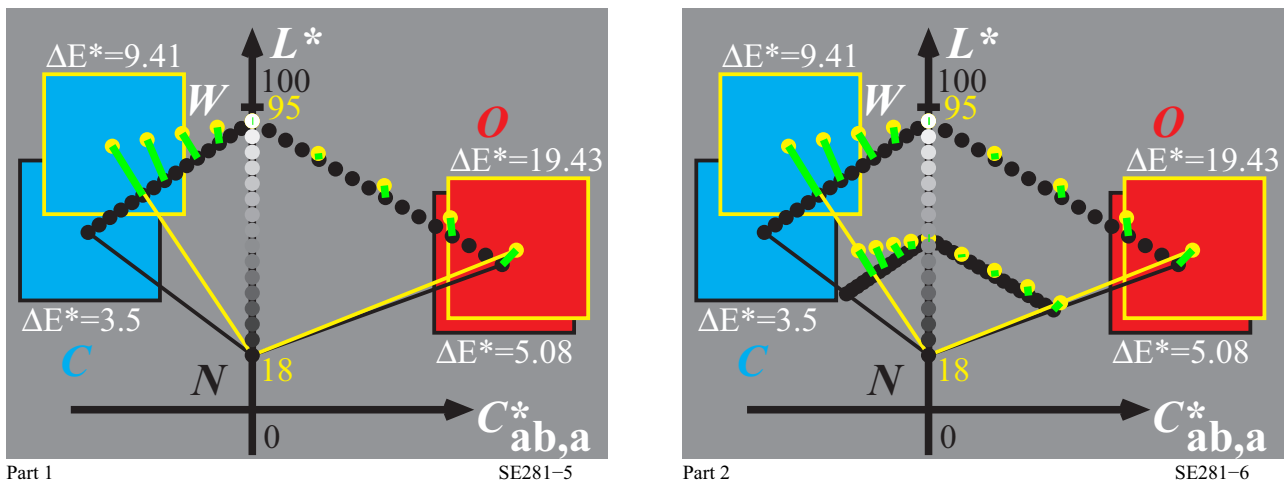 ΔE*=9.41
L*
100
W
95
O
ΔE*=19.43
ΔE*=3.5
ΔE*=5.08
C
N
18
C*ab,a
0
Part 1
SE281−5
ΔE*=9.41
L*
100
W
95
O
ΔE*=19.43
ΔE*=3.5
ΔE*=5.08
C
N
18
C*ab,a
0
Part 2
SE281−6